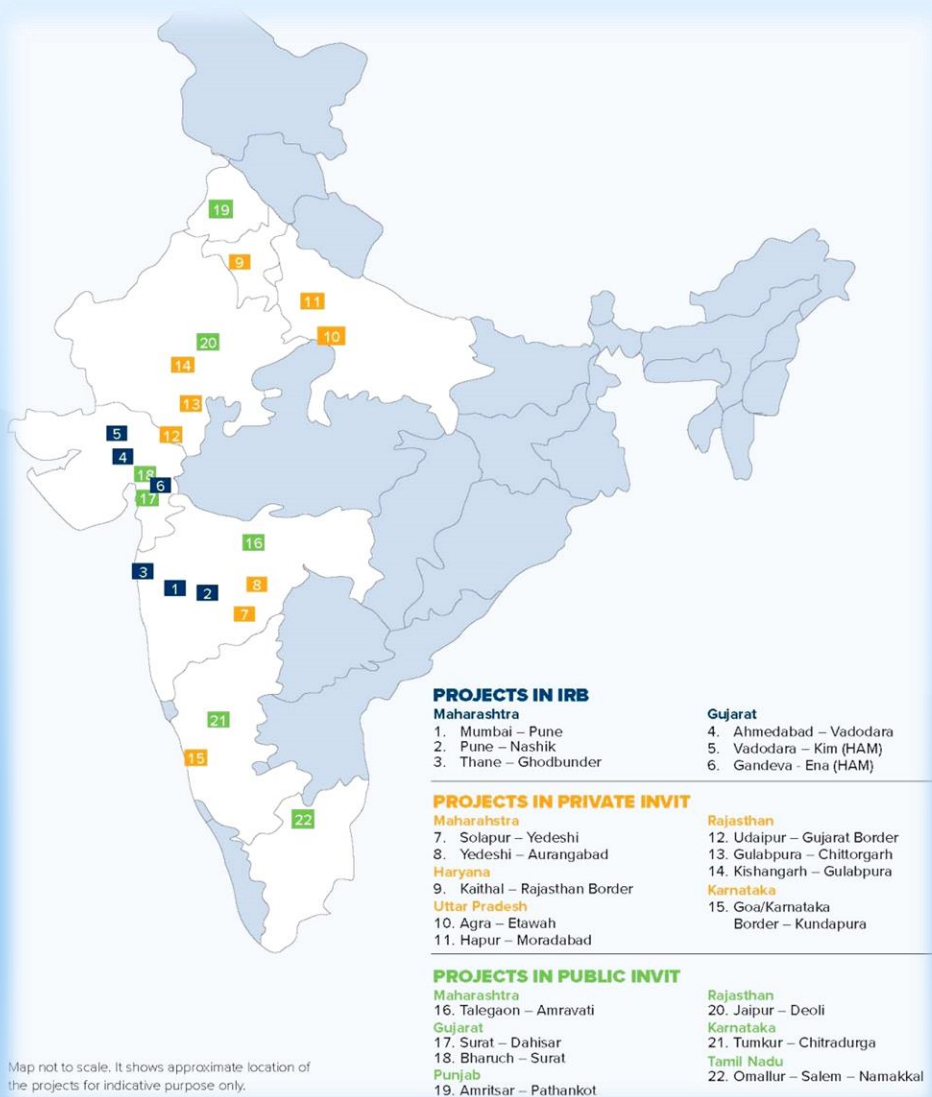 19
9
11
10
20
14
13
5
12
4
18
6
17
16
3
1
2
8
7
21
15
22
PROJECTS IN IRB
Maharashtra
1. Mumbai – Pune
2. Pune – Nashik
3. Thane – Ghodbunder
Gujarat
4. Ahmedabad – Vadodara
5. Vadodara – Kim (HAM)
6. Gandeva - Ena (HAM)
PROJECTS IN PRIVATE INVIT
Maharahstra
7. Solapur – Yedeshi
8. Yedeshi – Aurangabad
Haryana
9. Kaithal – Rajasthan Border
Uttar Pradesh
10. Agra – Etawah
11. Hapur – Moradabad
Rajasthan
12. Udaipur – Gujarat Border
13. Gulabpura – Chittorgarh
14. Kishangarh – Gulabpura
Karnataka
15. Goa/Karnataka
Border – Kundapura
PROJECTS IN PUBLIC INVIT
Maharashtra
16. Talegaon – Amravati
Gujarat
17. Surat – Dahisar
18. Bharuch – Surat
Punjab
19. Amritsar – Pathankot
Rajasthan
20. Jaipur – Deoli
Karnataka
21. Tumkur – Chitradurga
Tamil Nadu
22. Omallur – Salem – Namakkal
Map not to scale. It shows approximate location of
the projects for indicative purpose only.